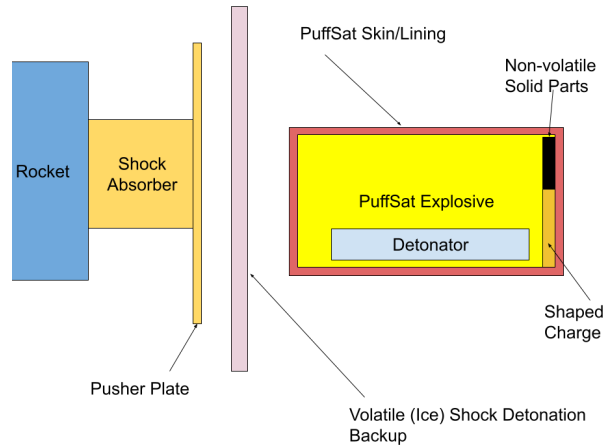 PuffSat Skin/Lining
Non-volatile
Solid Parts
Rocket
Shock
Absorber
PuffSat Explosive
Detonator
Shaped
Charge
Pusher Plate
Volatile (Ice) Shock Detonation
Backup